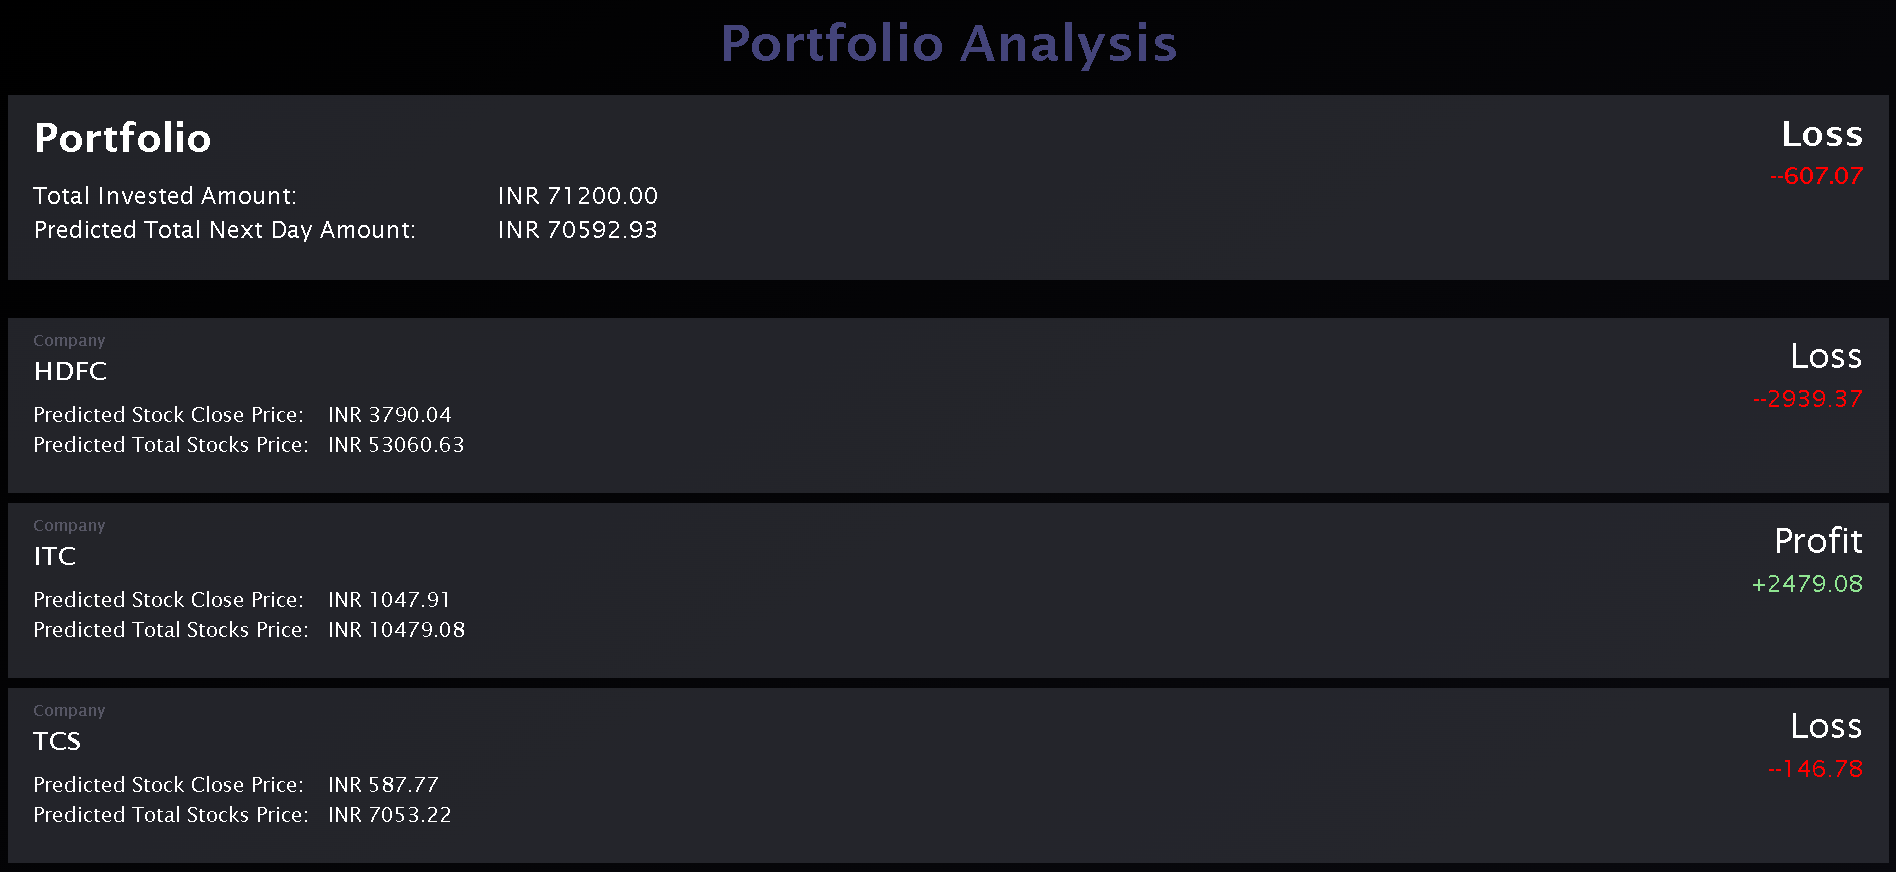 Portfolio Analysis
Portfolio
Loss
--607.07
Total Invested Amount: INR 71200.00
Predicted Total Next Day Amount: INR 70592.93
Company
HDFC
Loss
--2939.37
Predicted Stock Close Price: INR 3790.04
Predicted Total Stocks Price: INR 53060.63
Company
ITC
Profit
+2479.08
Predicted Stock Close Price: INR 1047.91
Predicted Total Stocks Price: INR 10479.08
Company
TCS
Loss
--146.78
Predicted Stock Close Price: INR 587.77
Predicted Total Stocks Price: INR 7053.22